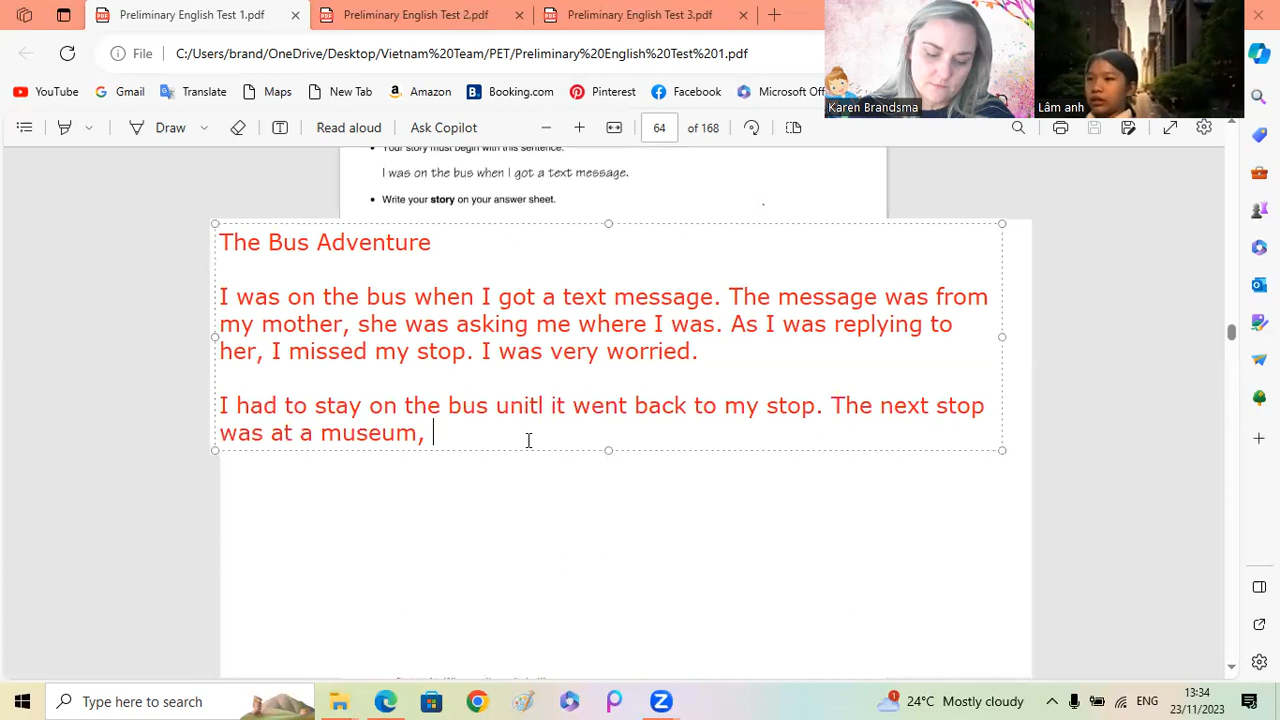 Preliminary English Test 1.pdf
Preliminary English Test 2.pdf
Preliminary English Test 3.pdf
File C:/Users/brand/OneDrive/Desktop/Vietnam%20Team/PET/Preliminary%20English%20Test%201.pdf
YouTube
Gmail
Translate
Maps
New Tab
Amazon
Booking.com
Pinterest
Facebook
Microsoft Off
Karen Brandsma
Lâm anh
Draw
Read aloud
Ask Copilot
64 of 168
Your story must begin with this sentence:
I was on the bus when I got a text message.
Write your story on your answer sheet.
The Bus Adventure
I was on the bus when I got a text message. The message was from
my mother, she was asking me where I was. As I was replying to
her, I missed my stop. I was very worried.
I had to stay on the bus unitl it went back to my stop. The next stop
was at a museum,
Type here to search
1
24°C Mostly cloudy
ENG
13:34
23/11/2023